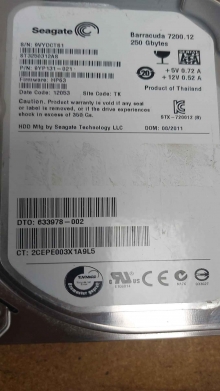 Seagate
Barracuda 7200.12
250 Gbytes
S/N: 6VYDCTB1
ST3250312AS
P/N: 9YP131-021
Firmware: HP63
Date Code: 12053 Site Code: TK
+5V 0.72 A
+12V 0.52 A
Product of Thailand
Caution: Product warranty is void if any seal
or label is removed, or if the drive experiences
shock in excess of 350 Gs.
HDD Mfg by Seagate Technology LLC
DOM: 08/2011
DTO: 633978-002
CT: 2CEPE003X1A9L5